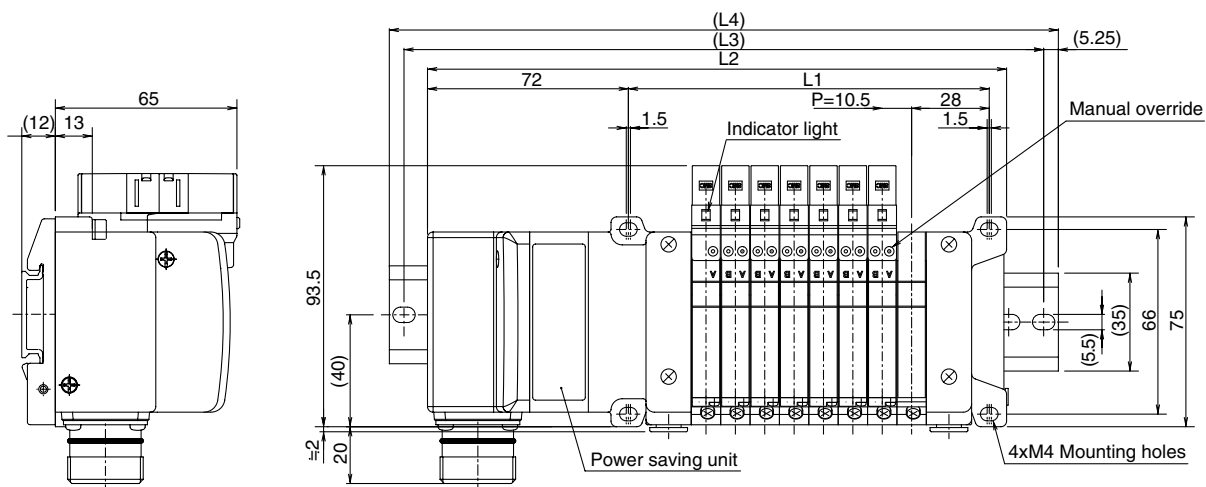 (L4)
(L3)
(5.25)
L2
72
L1
P=10.5
28
65
(12)
13
1.5
Indicator light
1.5
Manual override
93.5
(40)
≒2
20
A
B A
B A
B A
B A
B A
B A
(5.5)
(35)
66
75
Power saving unit
4xM4 Mounting holes